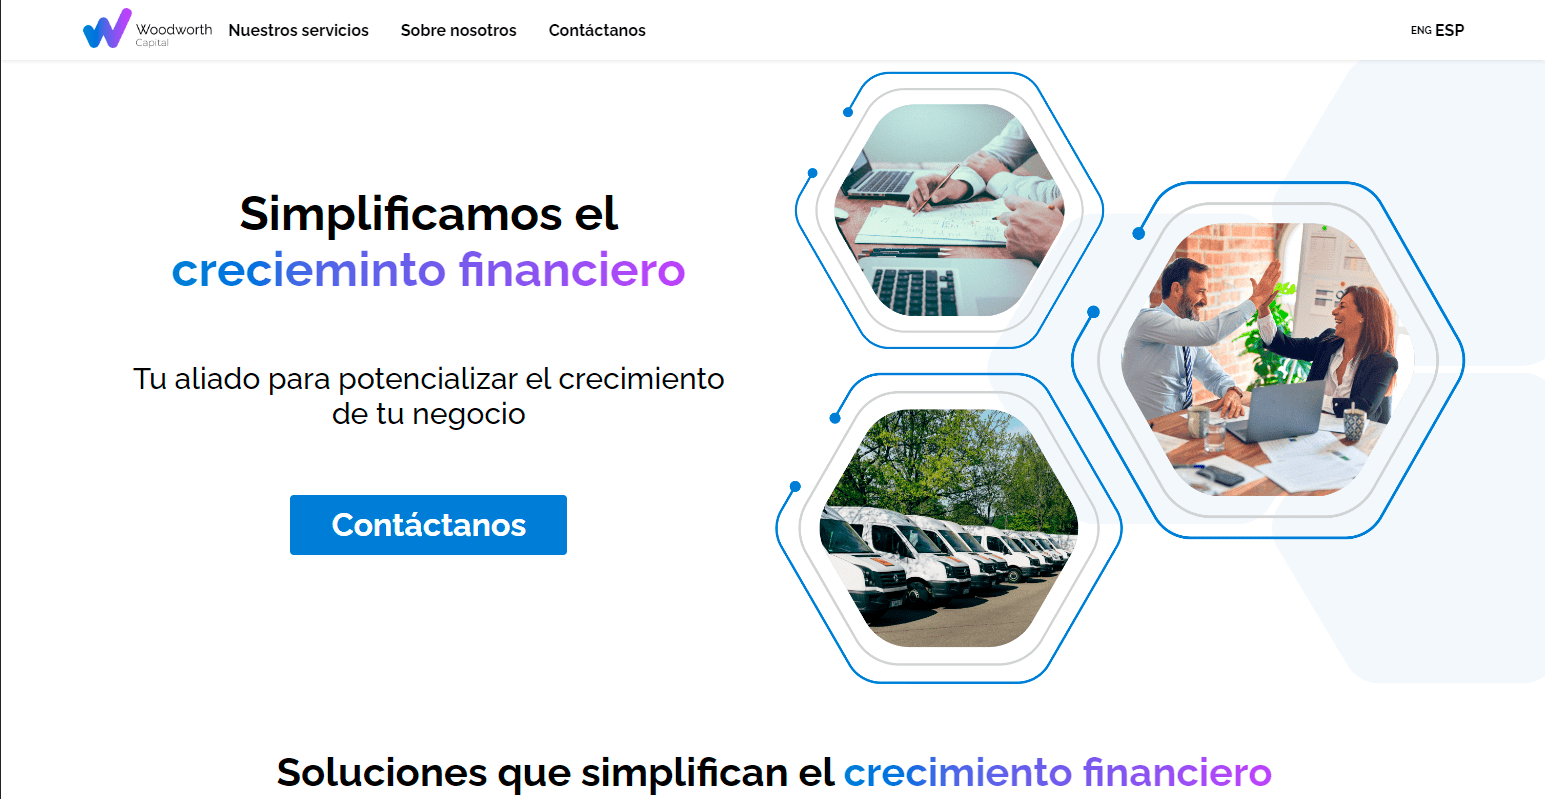 Woodworth
Capital
Nuestros servicios
Sobre nosotros
Contáctanos
ENG ESP
Simplificamos el
crecieminto financiero
Tu aliado para potencializar el crecimiento
de tu negocio
Contáctanos
Soluciones que simplifican el crecimiento financiero